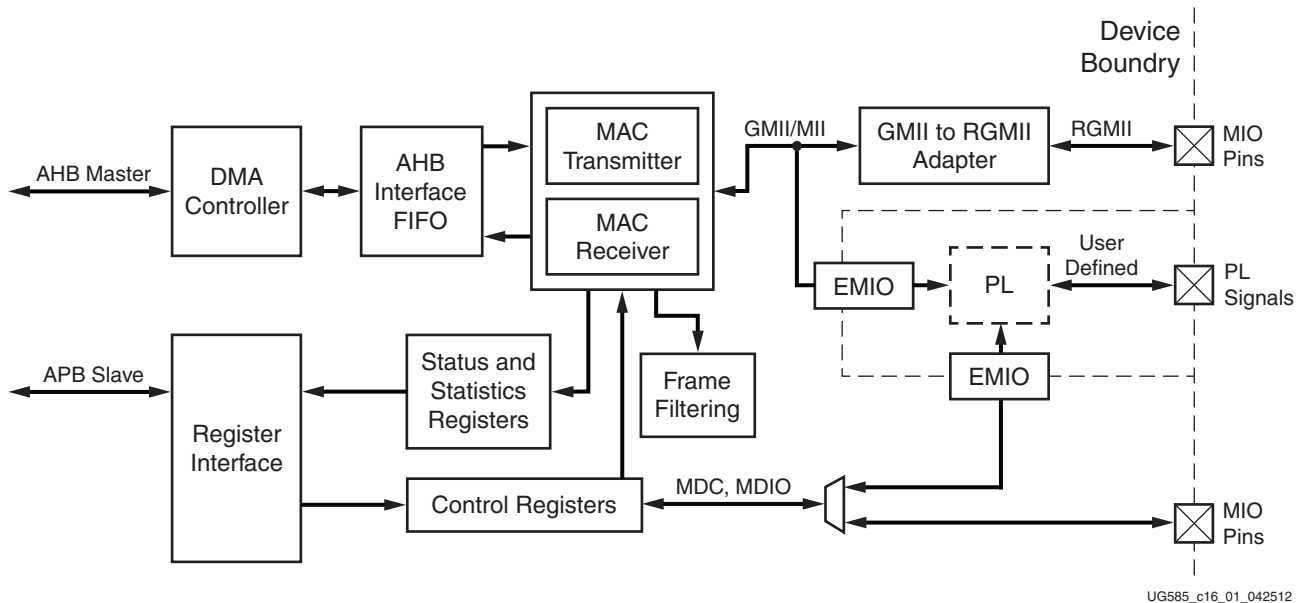 Device
Boundry
MAC
Transmitter
GMII/MII
GMII to RGMII
Adapter
RGMII
MIO
Pins
AHB Master
DMA
Controller
AHB
Interface
FIFO
MAC
Receiver
EMIO
PL
User
Defined
PL
Signals
APB Slave
Register
Interface
Status and
Statistics
Registers
Frame
Filtering
EMIO
Control Registers
MDC, MDIO
MIO
Pins
UG585_c16_01_042512